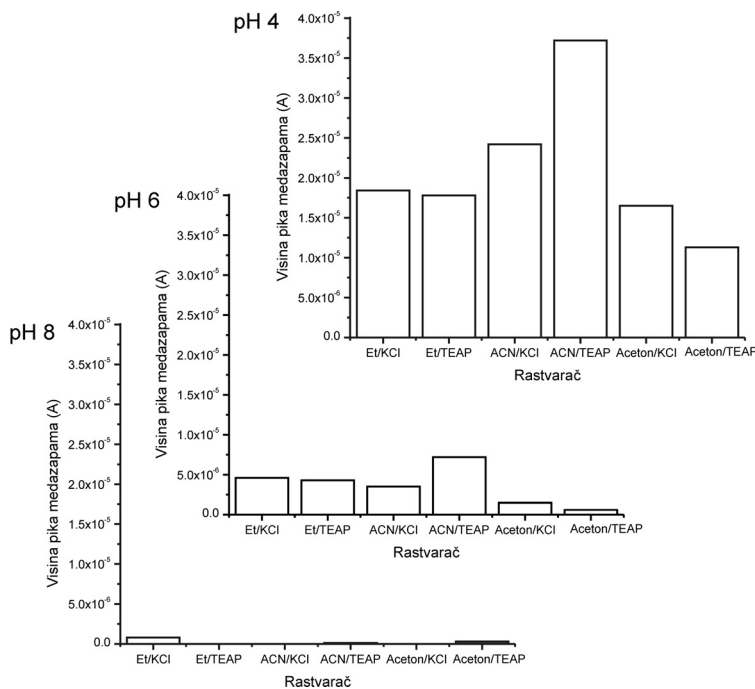 pH 4
Visina pika medazapama (A)
4.0x10⁻⁵
3.5x10⁻⁵
3.0x10⁻⁵
2.5x10⁻⁵
2.0x10⁻⁵
1.5x10⁻⁵
1.0x10⁻⁵
5.0x10⁻⁶
0.0
Et/KCl Et/TEAP ACN/KCl ACN/TEAP Aceton/KCl Aceton/TEAP
Rastvarač
pH 6
Visina pika medazapama (A)
4.0x10⁻⁵
3.5x10⁻⁵
3.0x10⁻⁵
2.5x10⁻⁵
2.0x10⁻⁵
1.5x10⁻⁵
1.0x10⁻⁵
5.0x10⁻⁶
0.0
Et/KCl Et/TEAP ACN/KCl ACN/TEAP Aceton/KCl Aceton/TEAP
Rastvarač
pH 8
Visina pika medazapama (A)
4.0x10⁻⁵
3.5x10⁻⁵
3.0x10⁻⁵
2.5x10⁻⁵
2.0x10⁻⁵
1.5x10⁻⁵
1.0x10⁻⁵
5.0x10⁻⁶
0.0
Et/KCl Et/TEAP ACN/KCl ACN/TEAP Aceton/KCl Aceton/TEAP
Rastvarač